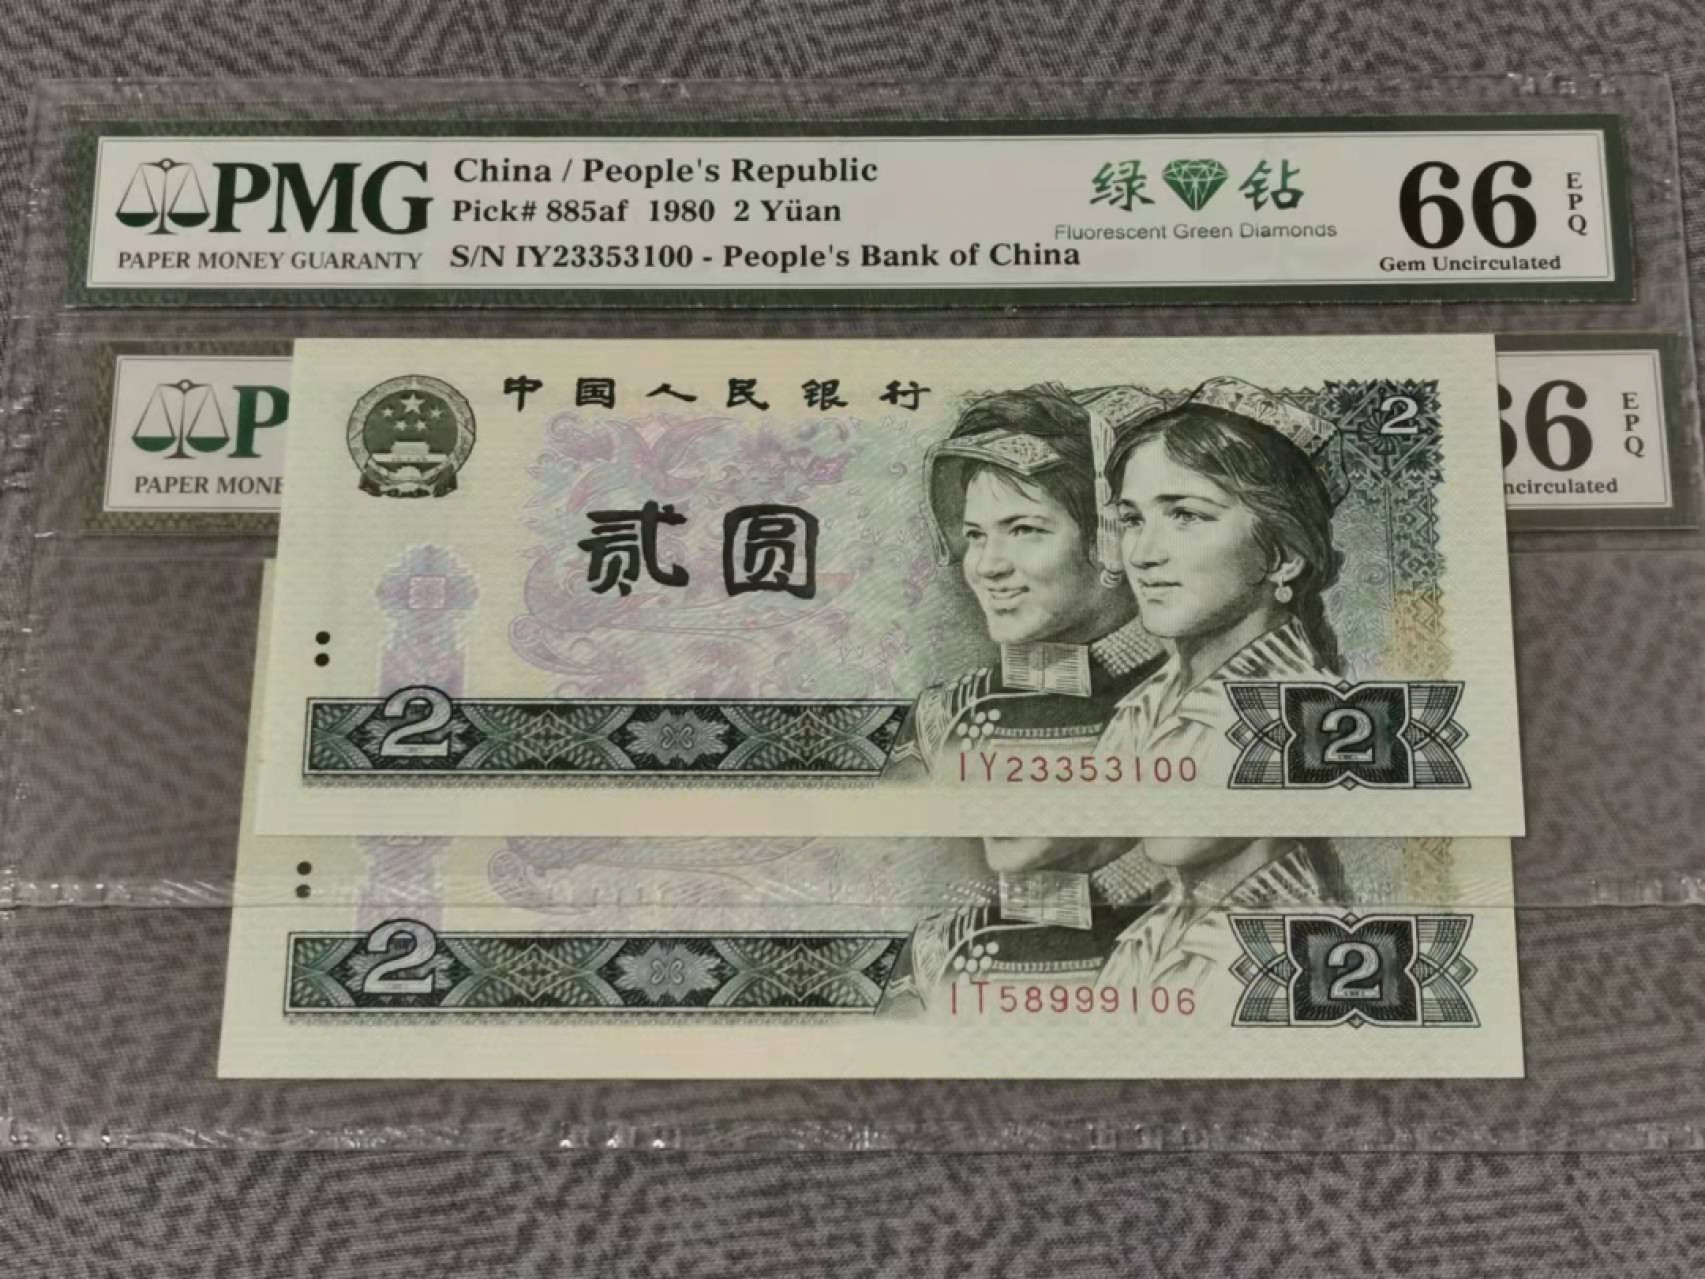 PMG
PAPER MONEY GUARANTY
China / People's Republic
Pick# 885af 1980 2 Yüan
S/N IY23353100 - People's Bank of China
绿钻
Fluorescent Green Diamonds
66
EPQ
Gem Uncirculated
P
PAPER MONE
66
EPQ
ncirculated
中国人民银行
2
贰圆
2
IY23353100
2
2
IT58999106
2